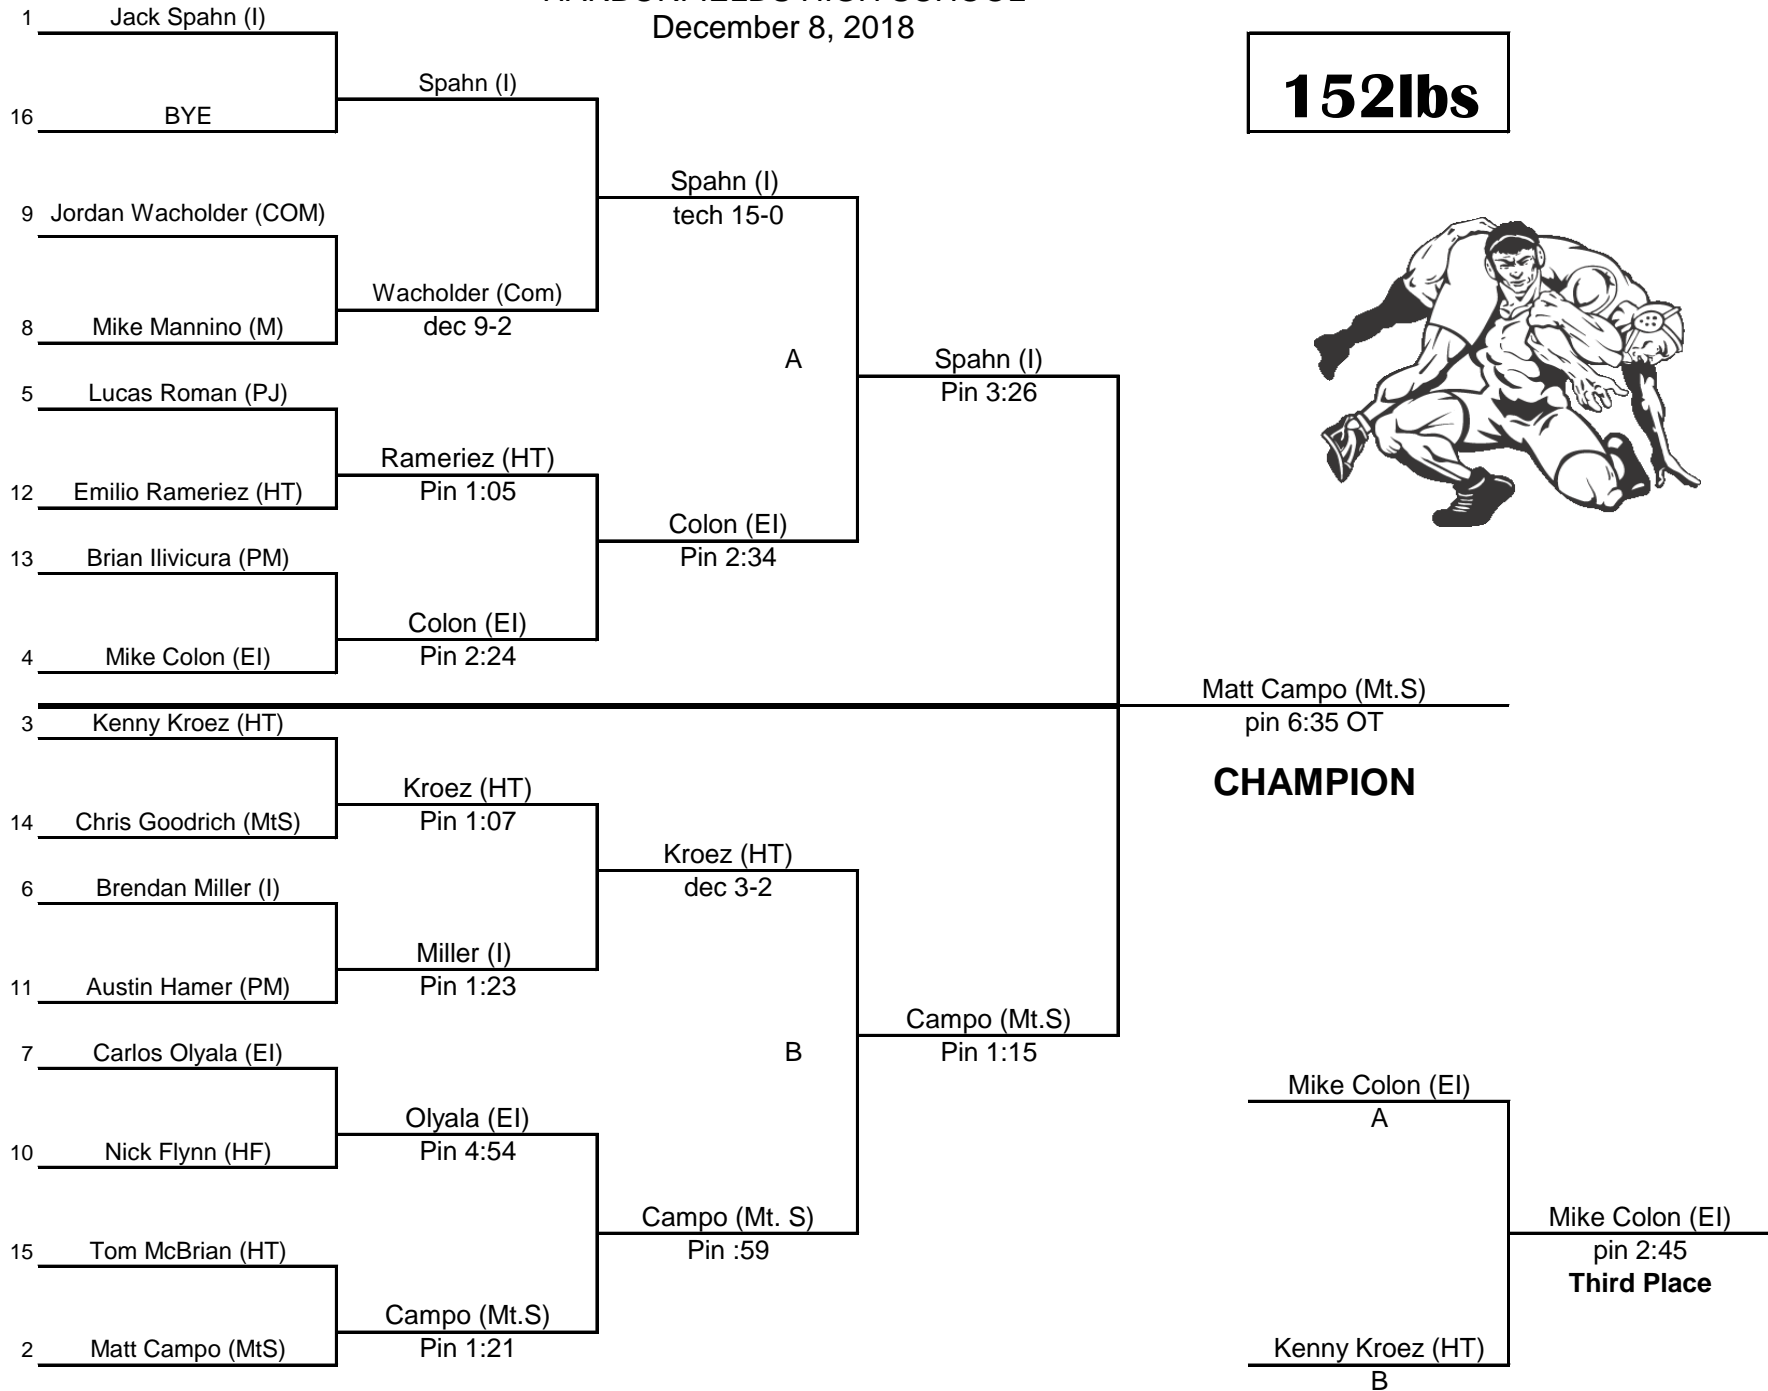 December 8, 2018
152lbs
1 Jack Spahn (I)
16 BYE
Spahn (I)
9 Jordan Wacholder (COM)
8 Mike Mannino (M)
Wacholder (Com)
dec 9-2
Spahn (I)
tech 15-0
5 Lucas Roman (PJ)
12 Emilio Rameriez (HT)
Rameriez (HT)
Pin 1:05
13 Brian Ilivicura (PM)
4 Mike Colon (EI)
Colon (EI)
Pin 2:24
Colon (EI)
Pin 2:34
A
Spahn (I)
Pin 3:26
3 Kenny Kroez (HT)
14 Chris Goodrich (MtS)
Kroez (HT)
Pin 1:07
6 Brendan Miller (I)
11 Austin Hamer (PM)
Miller (I)
Pin 1:23
Kroez (HT)
dec 3-2
7 Carlos Olyala (EI)
10 Nick Flynn (HF)
Olyala (EI)
Pin 4:54
15 Tom McBrian (HT)
2 Matt Campo (MtS)
Campo (Mt.S)
Pin 1:21
Campo (Mt. S)
Pin :59
B
Campo (Mt.S)
Pin 1:15
Matt Campo (Mt.S)
pin 6:35 OT
CHAMPION
Mike Colon (EI)
A
Kenny Kroez (HT)
B
Mike Colon (EI)
pin 2:45
Third Place